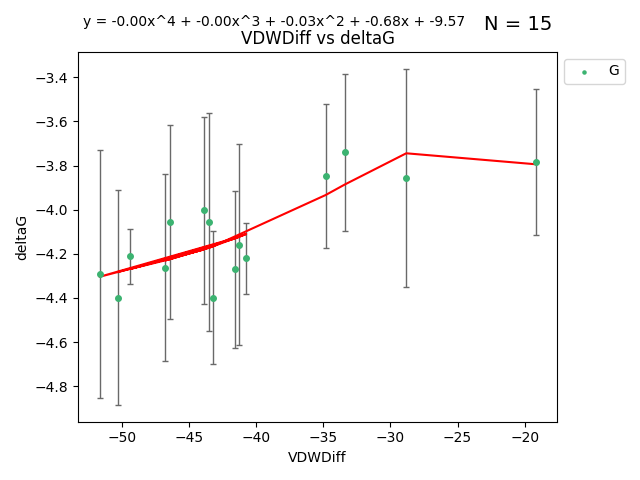 y = -0.00x^4 + -0.00x^3 + -0.03x^2 + -0.68x + -9.57 N = 15
VDWDiff vs deltaG
G
−3.4
−3.6
−3.8
−4.0
−4.2
−4.4
−4.6
−4.8
deltaG
−50 −45 −40 −35 −30 −25 −20
VDWDiff